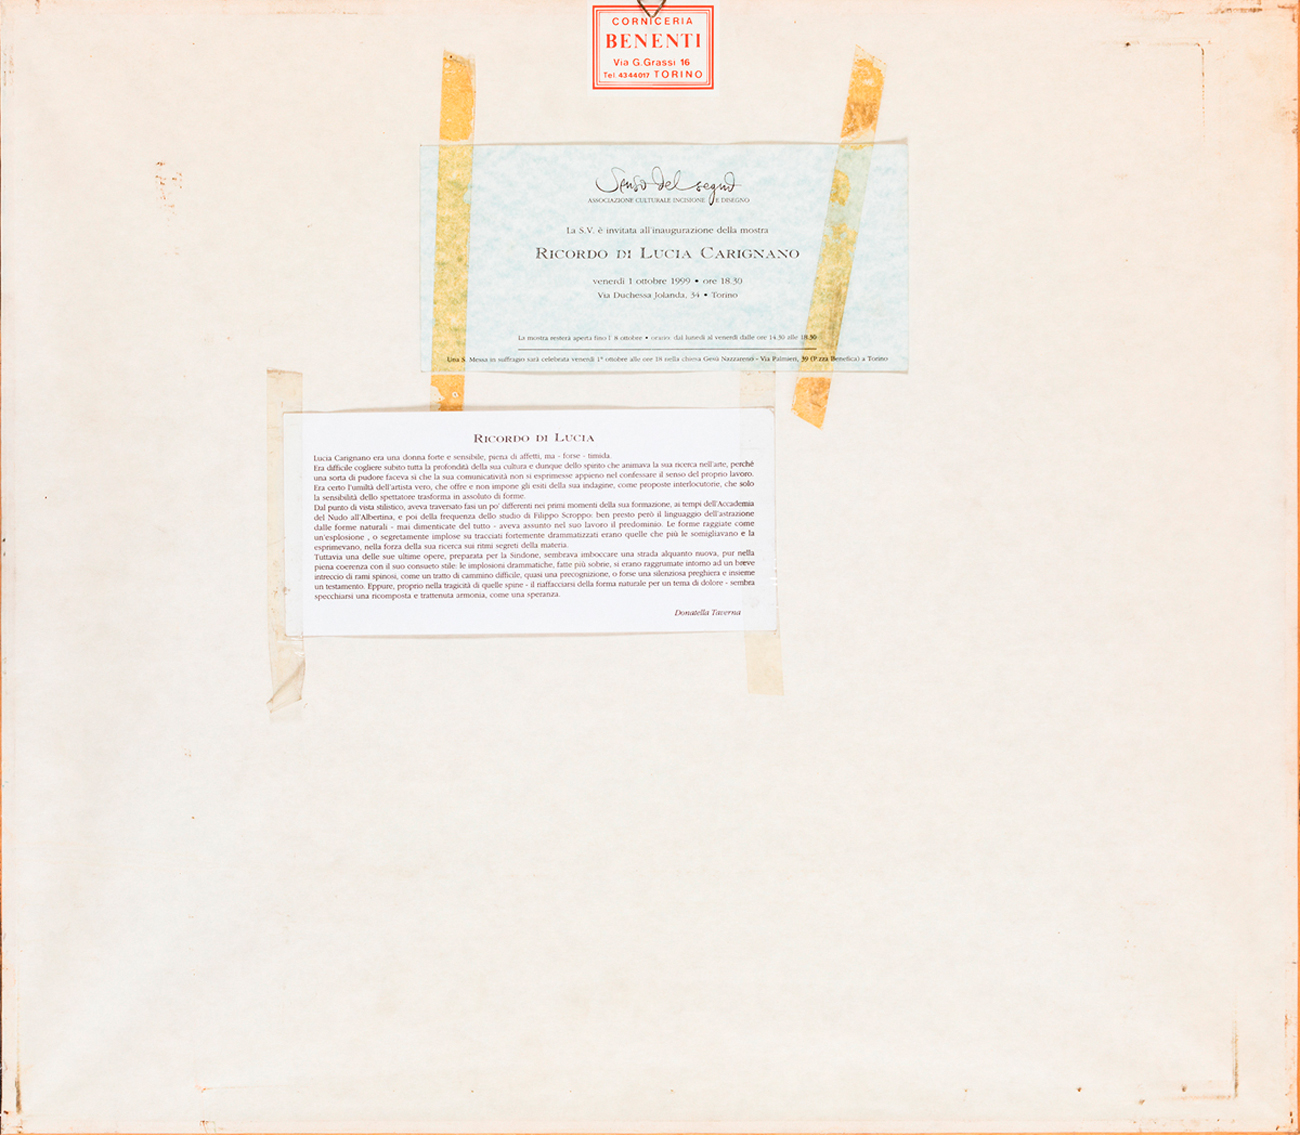 CORNICERIA
BENENTI
Via G.Grassi 16
Tel. 4344017 TORINO
Senso del segno
ASSOCIAZIONE CULTURALE INCISIONE E DISEGNO
La S.V. è invitata all'inaugurazione della mostra
RICORDO DI LUCIA CARIGNANO
venerdì 1 ottobre 1999 • ore 18.30
Via Duchessa Jolanda, 34 • Torino
La mostra resterà aperta fino l' 8 ottobre • orario: dal lunedì al venerdì dalle ore 14.30 alle 18.30
Una S. Messa in suffragio sarà celebrata venerdì 1° ottobre alle ore 18 nella chiesa Gesù Nazzareno - Via Palmieri, 39 (P.zza Benefica) a Torino
RICORDO DI LUCIA
Lucia Carignano era una donna forte e sensibile, piena di affetti, ma - forse - timida.
Era difficile cogliere subito tutta la profondità della sua cultura e dunque dello spirito che animava la sua ricerca nell'arte, perchè
una sorta di pudore faceva sì che la sua comunicatività non si esprimesse appieno nel confessare il senso del proprio lavoro.
Era certo l'umiltà dell'artista vero, che offre e non impone gli esiti della sua indagine, come proposte interlocutorie, che solo
la sensibilità dello spettatore trasforma in assoluto di forme.
Dal punto di vista stilistico, aveva traversato fasi un po' differenti nei primi momenti della sua formazione, ai tempi dell'Accademia
del Nudo all'Albertina, e poi della frequenza dello studio di Filippo Scroppo: ben presto però il linguaggio dell'astrazione
dalle forme naturali - mai dimenticate del tutto - aveva assunto nel suo lavoro il predominio. Le forme raggiate come
un'esplosione , o segretamente implose su tracciati fortemente drammatizzati erano quelle che più le somigliavano e la
esprimevano, nella forza della sua ricerca sui ritmi segreti della materia.
Tuttavia una delle sue ultime opere, preparata per la Sindone, sembrava imboccare una strada alquanto nuova, pur nella
piena coerenza con il suo consueto stile: le implosioni drammatiche, fatte più sobrie, si erano raggrumate intorno ad un breve
intreccio di rami spinosi, come un tratto di cammino difficile, quasi una precognizione, o forse una silenziosa preghiera e insieme
un testamento. Eppure, proprio nella tragicità di quelle spine - il riaffacciarsi della forma naturale per un tema di dolore - sembra
specchiarsi una ricomposta e trattenuta armonia, come una speranza.
Donatella Taverna